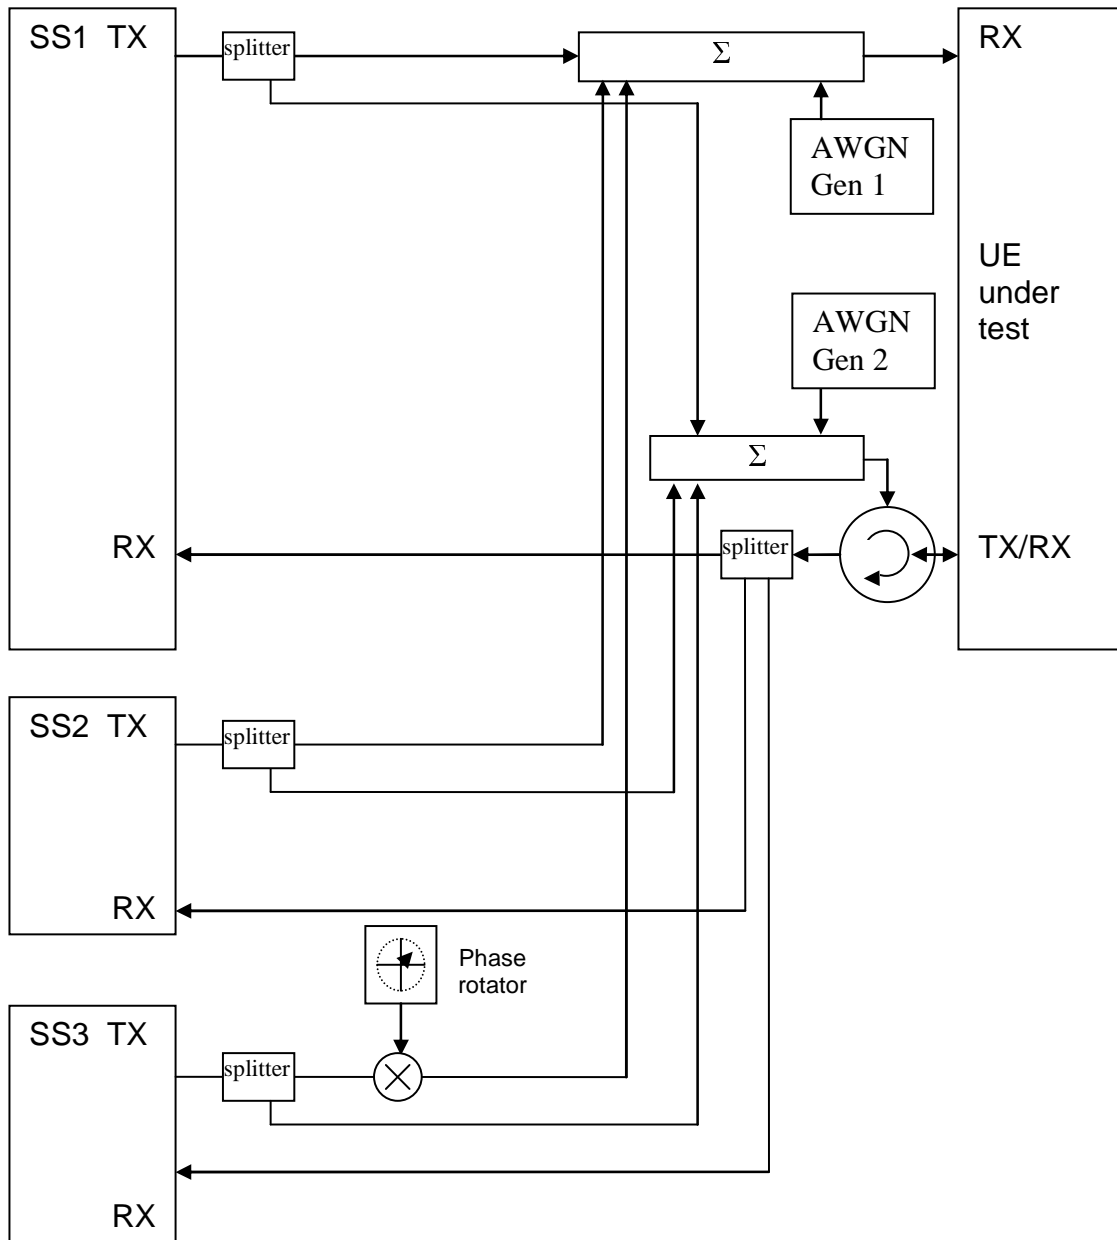 SS1 TX
splitter
Σ
RX
AWGN
Gen 1
UE
under
test
AWGN
Gen 2
Σ
RX
splitter
TX/RX
SS2 TX
splitter
RX
Phase
rotator
SS3 TX
splitter
RX